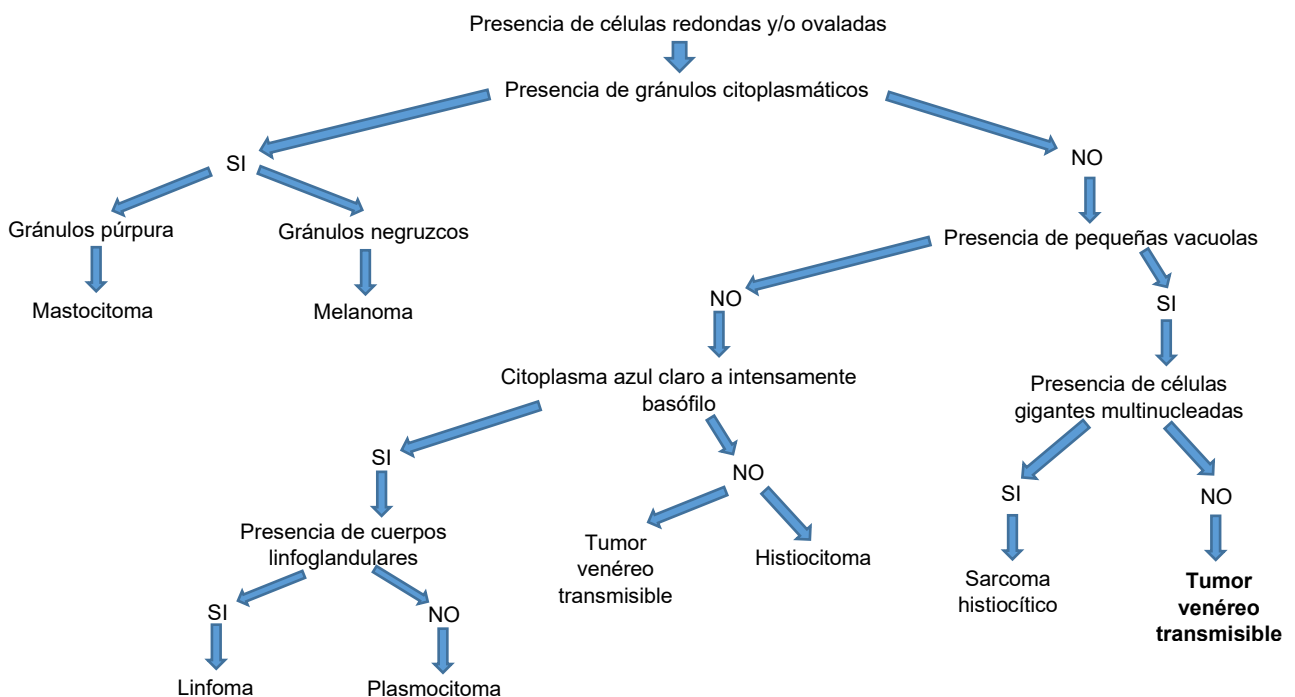 Presencia de células redondas y/o ovaladas
Presencia de gránulos citoplasmáticos
SI
NO
Gránulos púrpura
Gránulos negruzcos
Presencia de pequeñas vacuolas
Mastocitoma
Melanoma
NO
SI
Citoplasma azul claro a intensamente
basófilo
Presencia de células
gigantes multinucleadas
SI
NO
SI
NO
Presencia de cuerpos
linfoglandulares
Tumor
venéreo
transmisible
Histiocitoma
Sarcoma
histiocítico
Tumor
venéreo
transmisible
SI
NO
Linfoma
Plasmocitoma